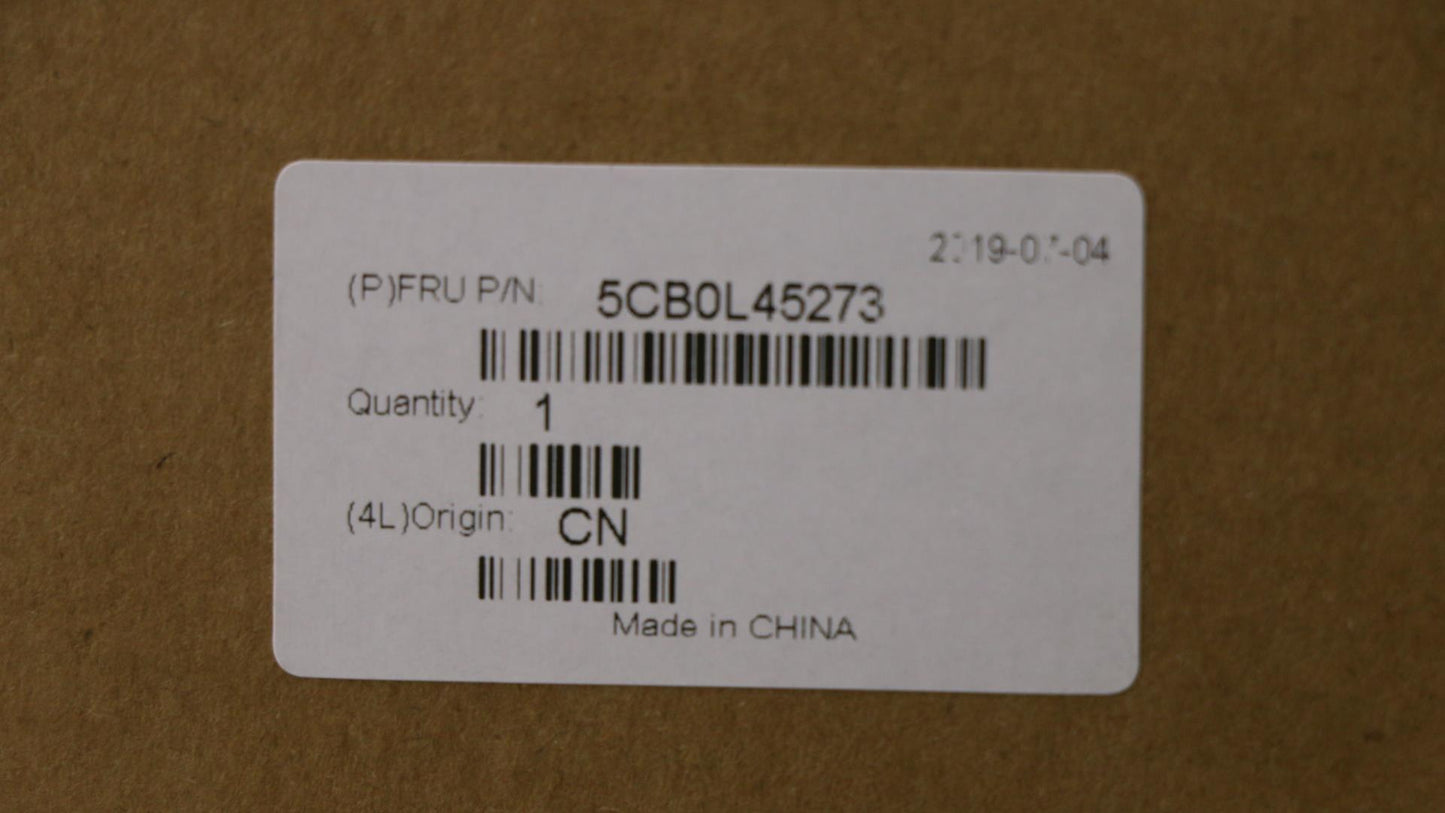 (P)FRU P/N: 5CB0L45273
Quantity: 1
(4L)Origin: CN
Made in CHINA